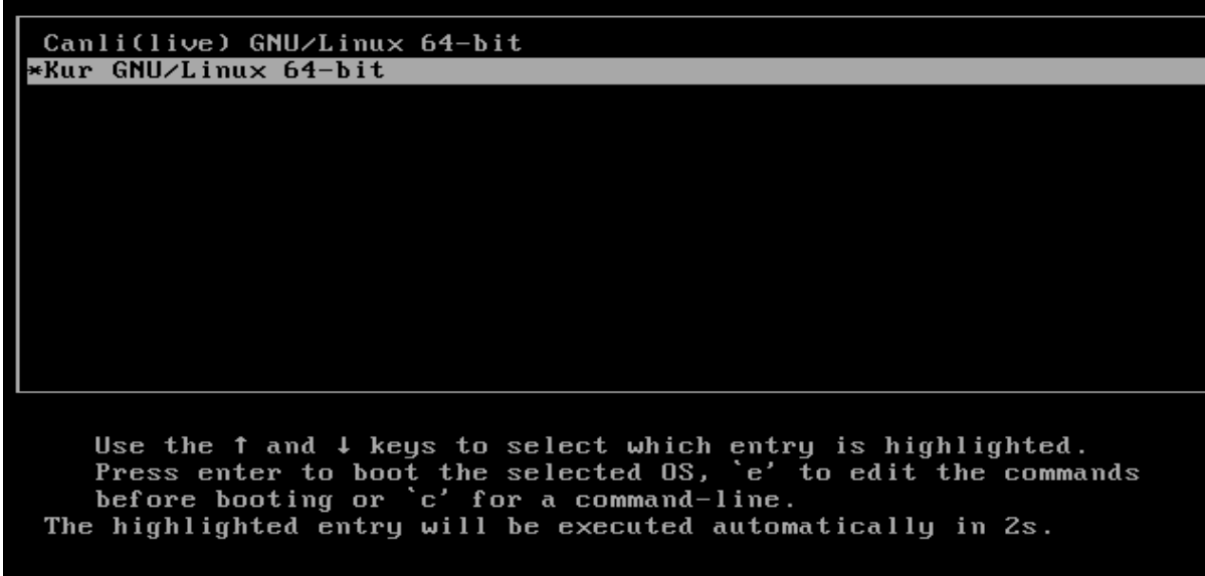 Canli(live) GNU/Linux 64-bit
*Kur GNU/Linux 64-bit
Use the ↑ and ↓ keys to select which entry is highlighted.
Press enter to boot the selected OS, `e' to edit the commands
before booting or `c' for a command-line.
The highlighted entry will be executed automatically in 2s.